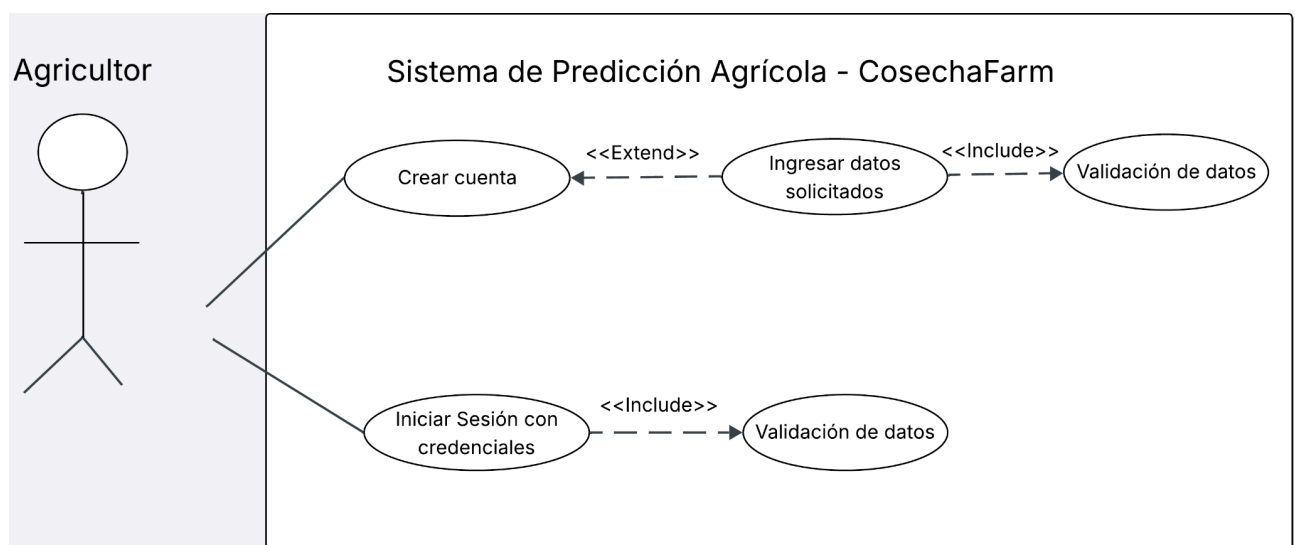 Agricultor
Sistema de Predicción Agrícola - CosechaFarm
Crear cuenta
<<Extend>>
Ingresar datos
solicitados
<<Include>>
Validación de datos
Iniciar Sesión con
credenciales
<<Include>>
Validación de datos